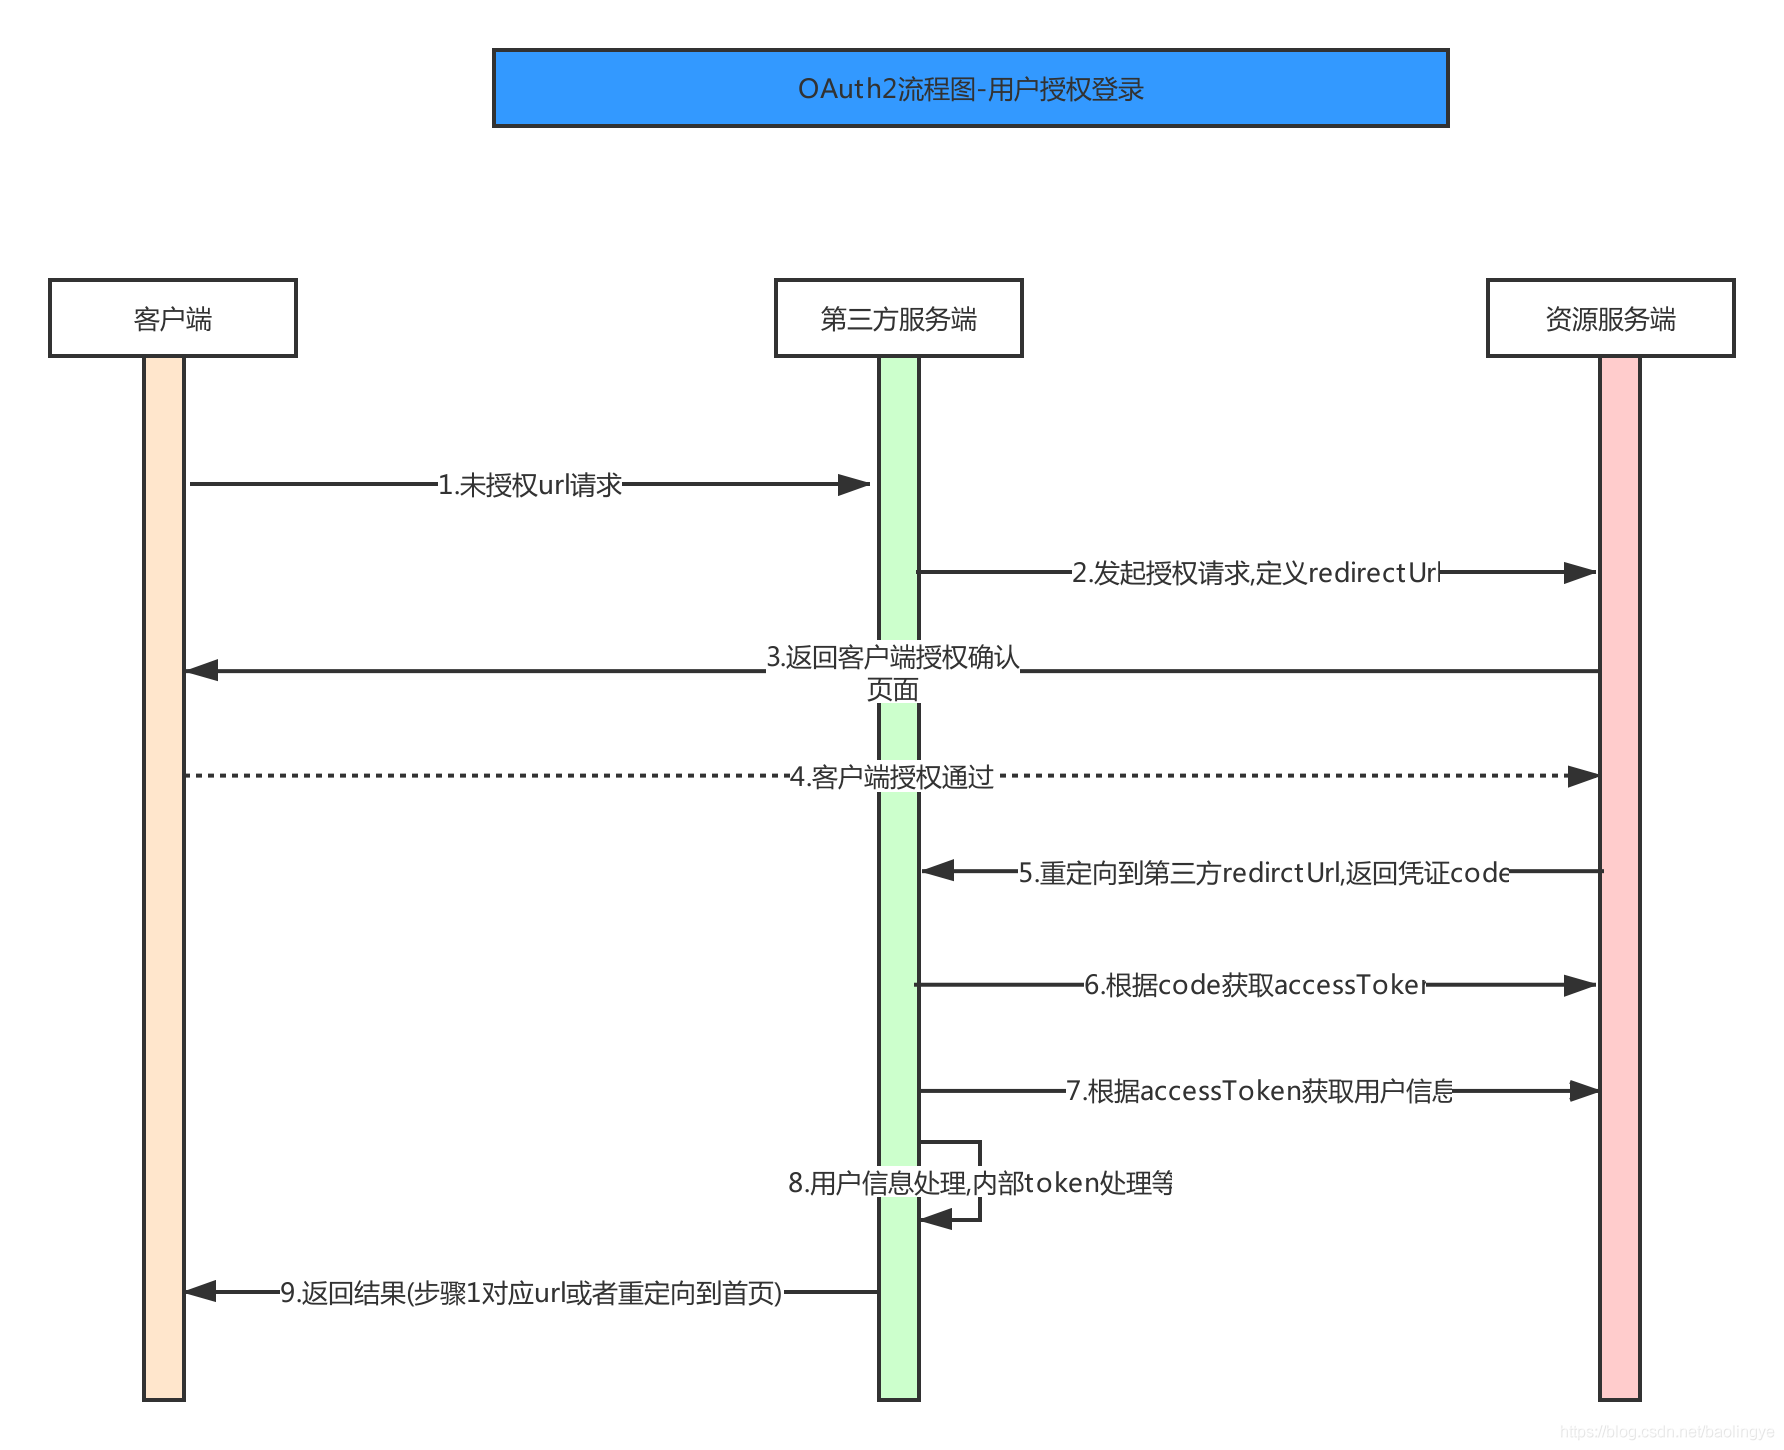 OAuth2流程图-用户授权登录
客户端
第三方服务端
资源服务端
1.未授权url请求
2.发起授权请求,定义redirectUrl
3.返回客户端授权确认
页面
4.客户端授权通过
5.重定向到第三方redirctUrl,返回凭证code
6.根据code获取accessToken
7.根据accessToken获取用户信息
8.用户信息处理,内部token处理等
9.返回结果(步骤1对应url或者重定向到首页)
https://blog.csdn.net/baolingye